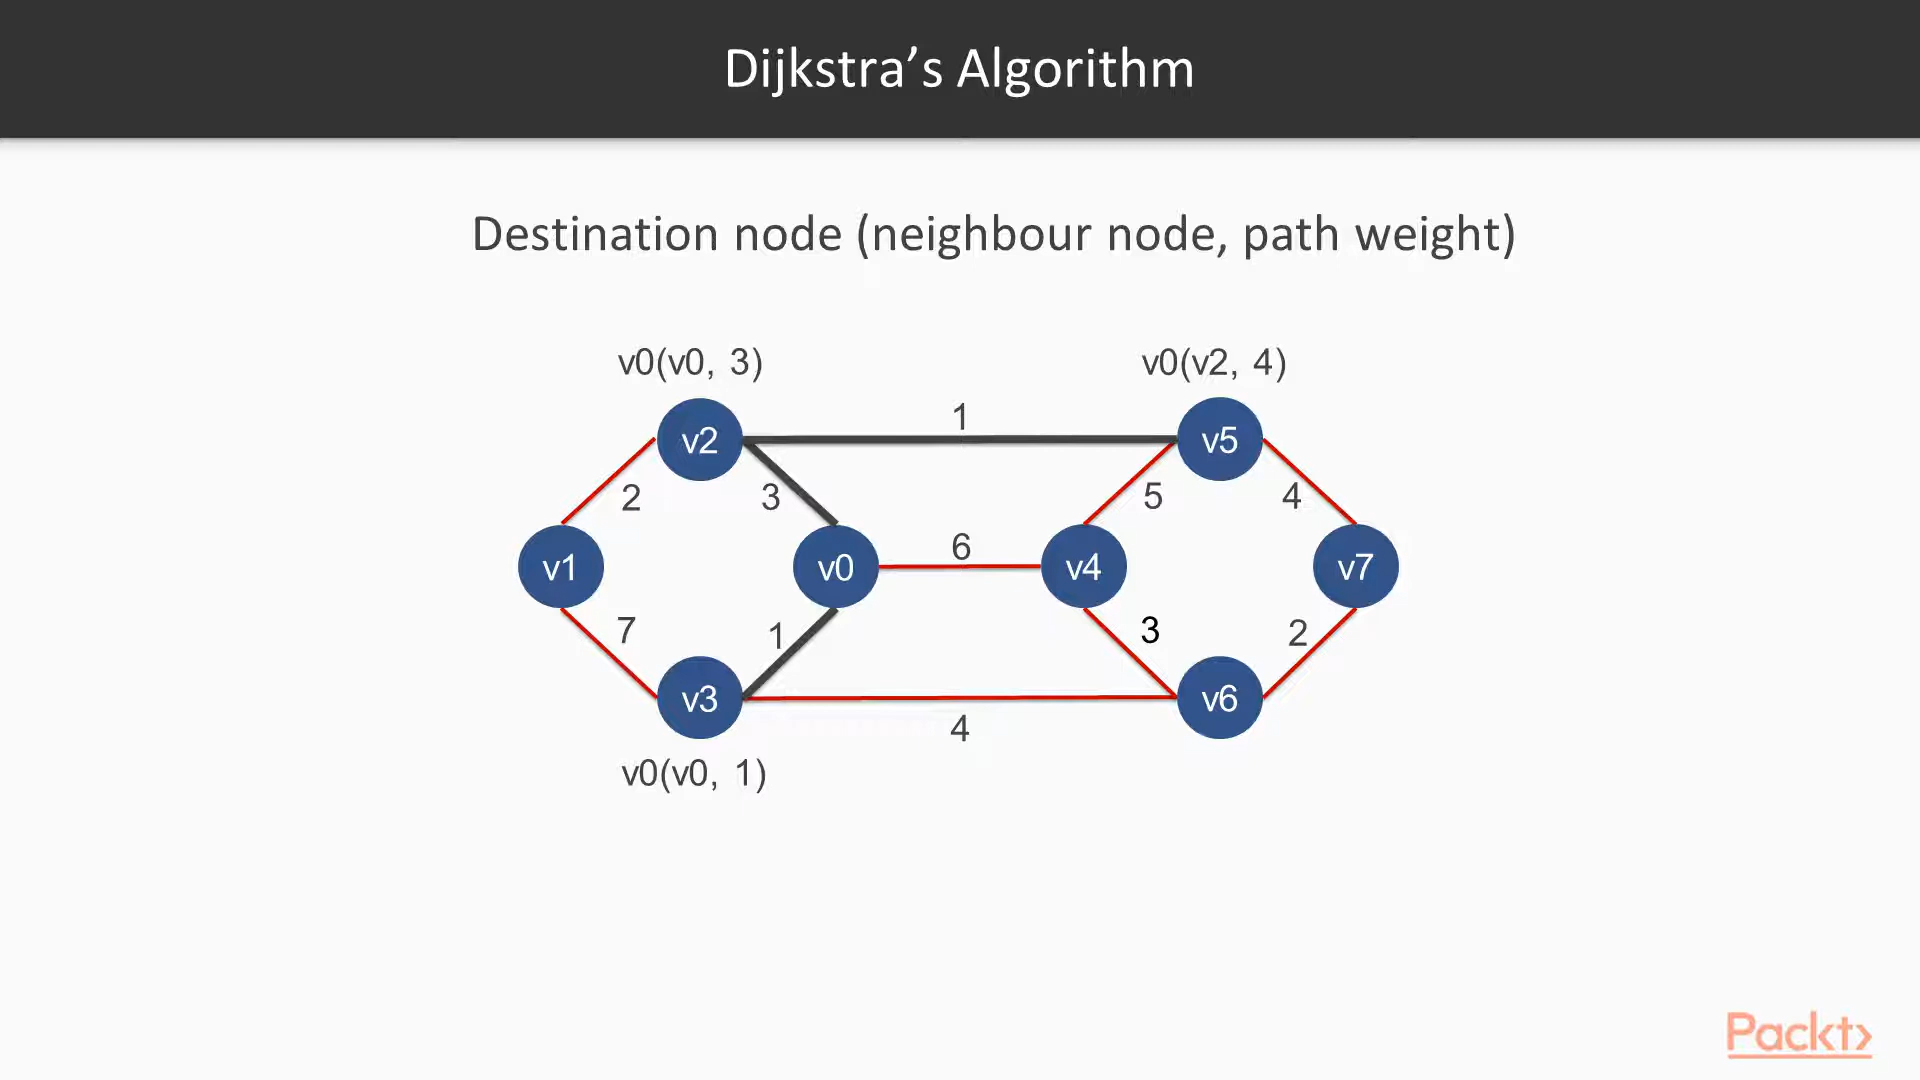 Dijkstra’s Algorithm
Destination node (neighbour node, path weight)
v0(v0, 3)
v0(v2, 4)
1
v2
v5
2
3
5
4
6
v1
v0
v4
v7
7
1
3
2
v3
v6
4
v0(v0, 1)
Packt>